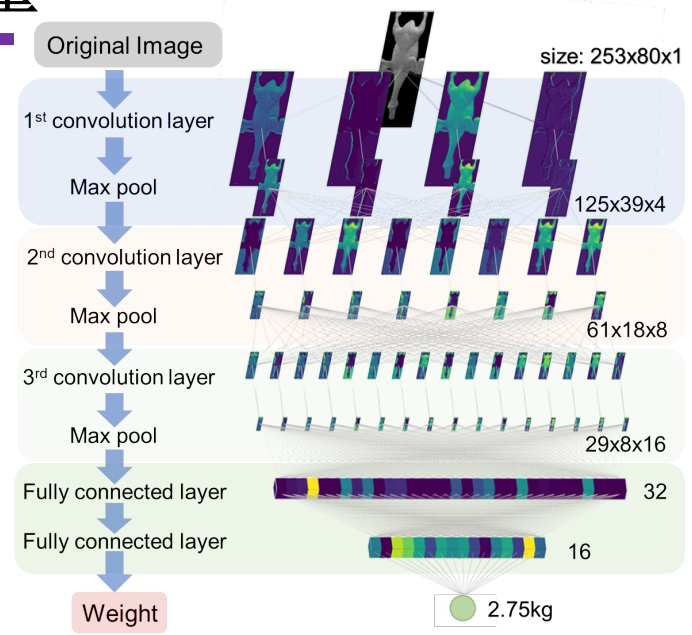 Original Image
size: 253x80x1
1st convolution layer
Max pool
125x39x4
2nd convolution layer
Max pool
61x18x8
3rd convolution layer
Max pool
29x8x16
Fully connected layer
32
Fully connected layer
16
Weight
2.75kg